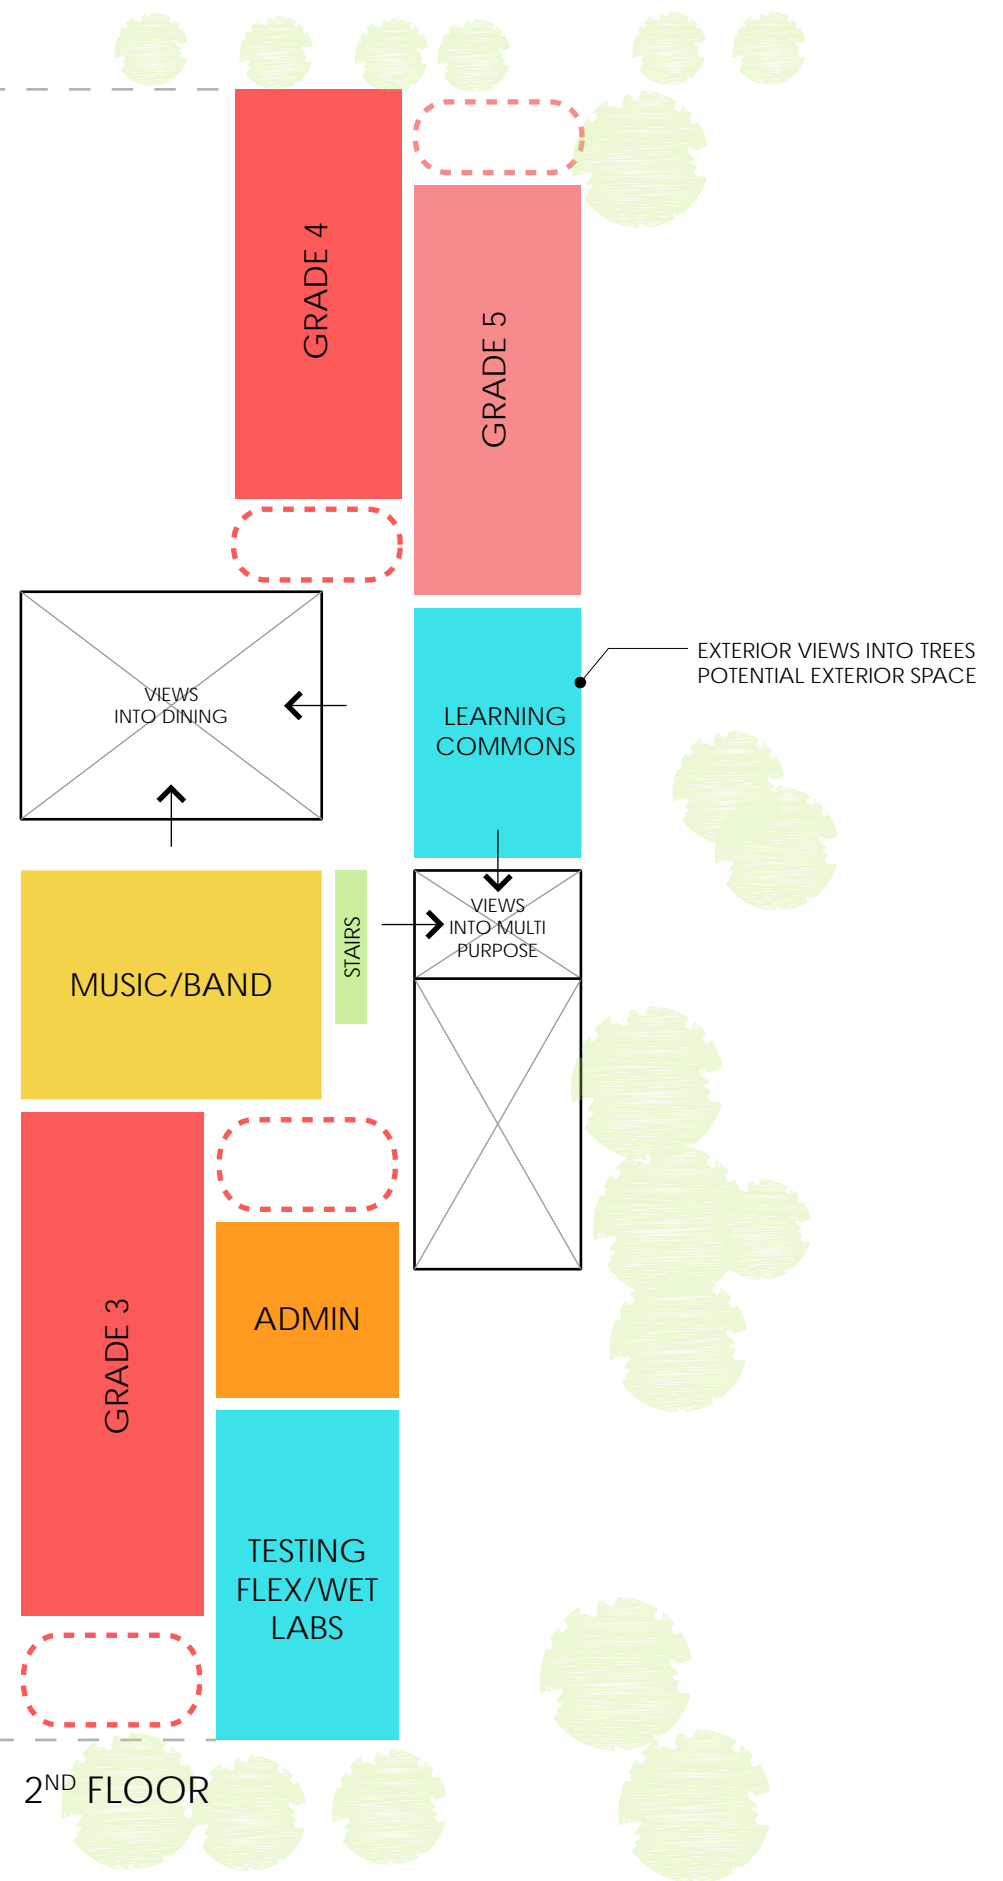 GRADE 4
GRADE 5
EXTERIOR VIEWS INTO TREES
POTENTIAL EXTERIOR SPACE
VIEWS
INTO DINING
LEARNING
COMMONS
VIEWS
INTO MULTI
PURPOSE
STAIRS
MUSIC/BAND
GRADE 3
ADMIN
TESTING
FLEX/WET
LABS
2ND FLOOR